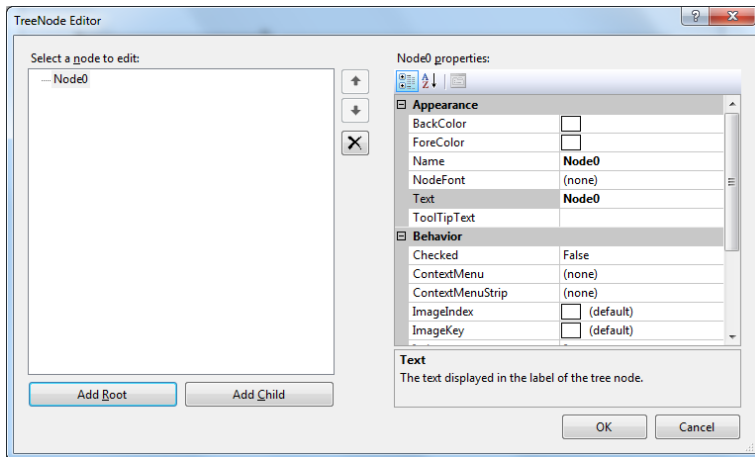 TreeNode Editor
Select a node to edit:
Node0
Add Root
Add Child
Node0 properties:
Appearance
BackColor
ForeColor
Name Node0
NodeFont (none)
Text Node0
ToolTipText
Behavior
Checked False
ContextMenu (none)
ContextMenuStrip (none)
ImageIndex (default)
ImageKey (default)
Text
The text displayed in the label of the tree node.
OK
Cancel